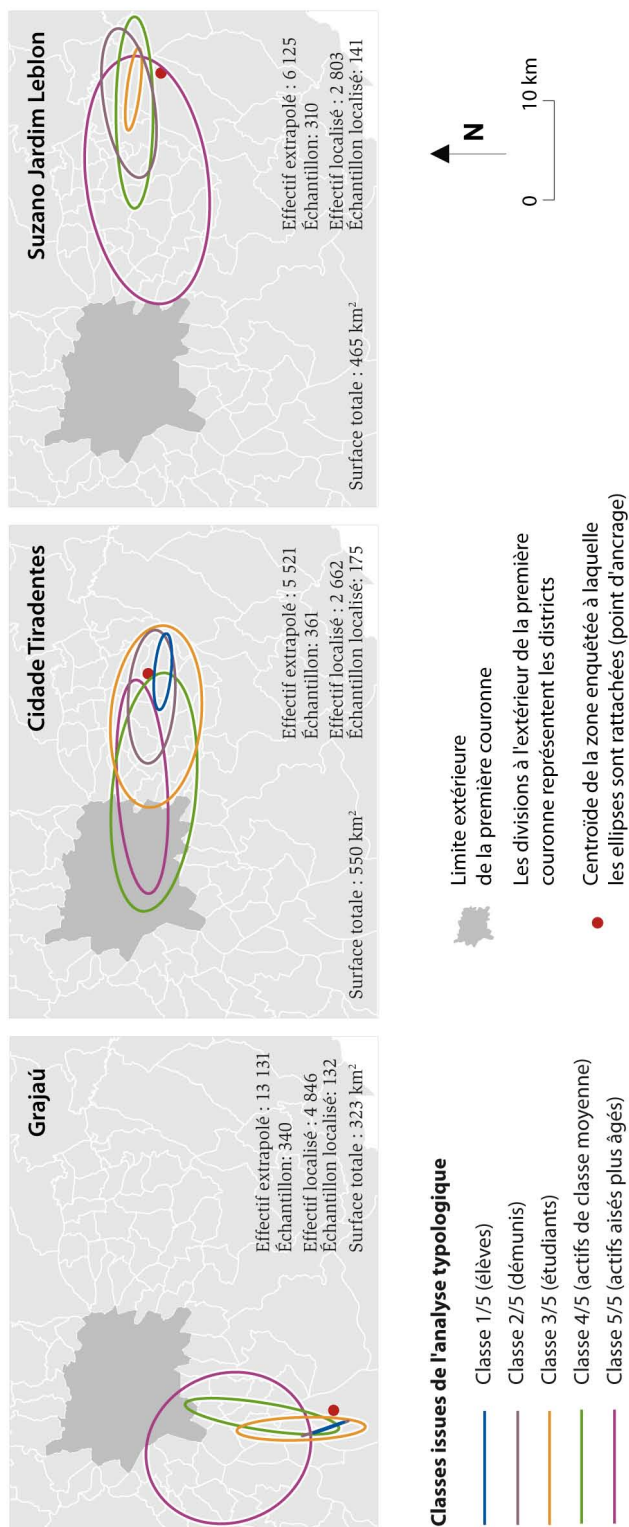 Grajaú
Effectif extrapolé : 13 131
Échantillon: 340
Effectif localisé : 4 846
Échantillon localisé: 132
Surface totale : 323 km²
Cidade Tiradentes
Effectif extrapolé : 5 521
Échantillon: 361
Effectif localisé : 2 662
Échantillon localisé: 175
Surface totale : 550 km²
Suzano Jardim Leblon
Effectif extrapolé : 6 125
Échantillon: 310
Effectif localisé : 2 803
Échantillon localisé: 141
Surface totale : 465 km²
Classes issues de l'analyse typologique
Classe 1/5 (élèves)
Classe 2/5 (démunis)
Classe 3/5 (étudiants)
Classe 4/5 (actifs de classe moyenne)
Classe 5/5 (actifs aisés plus âgés)
Limite extérieure
de la première couronne
Les divisions à l'extérieur de la première
couronne représentent les districts
Centroïde de la zone enquêtée à laquelle
les ellipses sont rattachées (point d'ancrage)
N
0 10 km